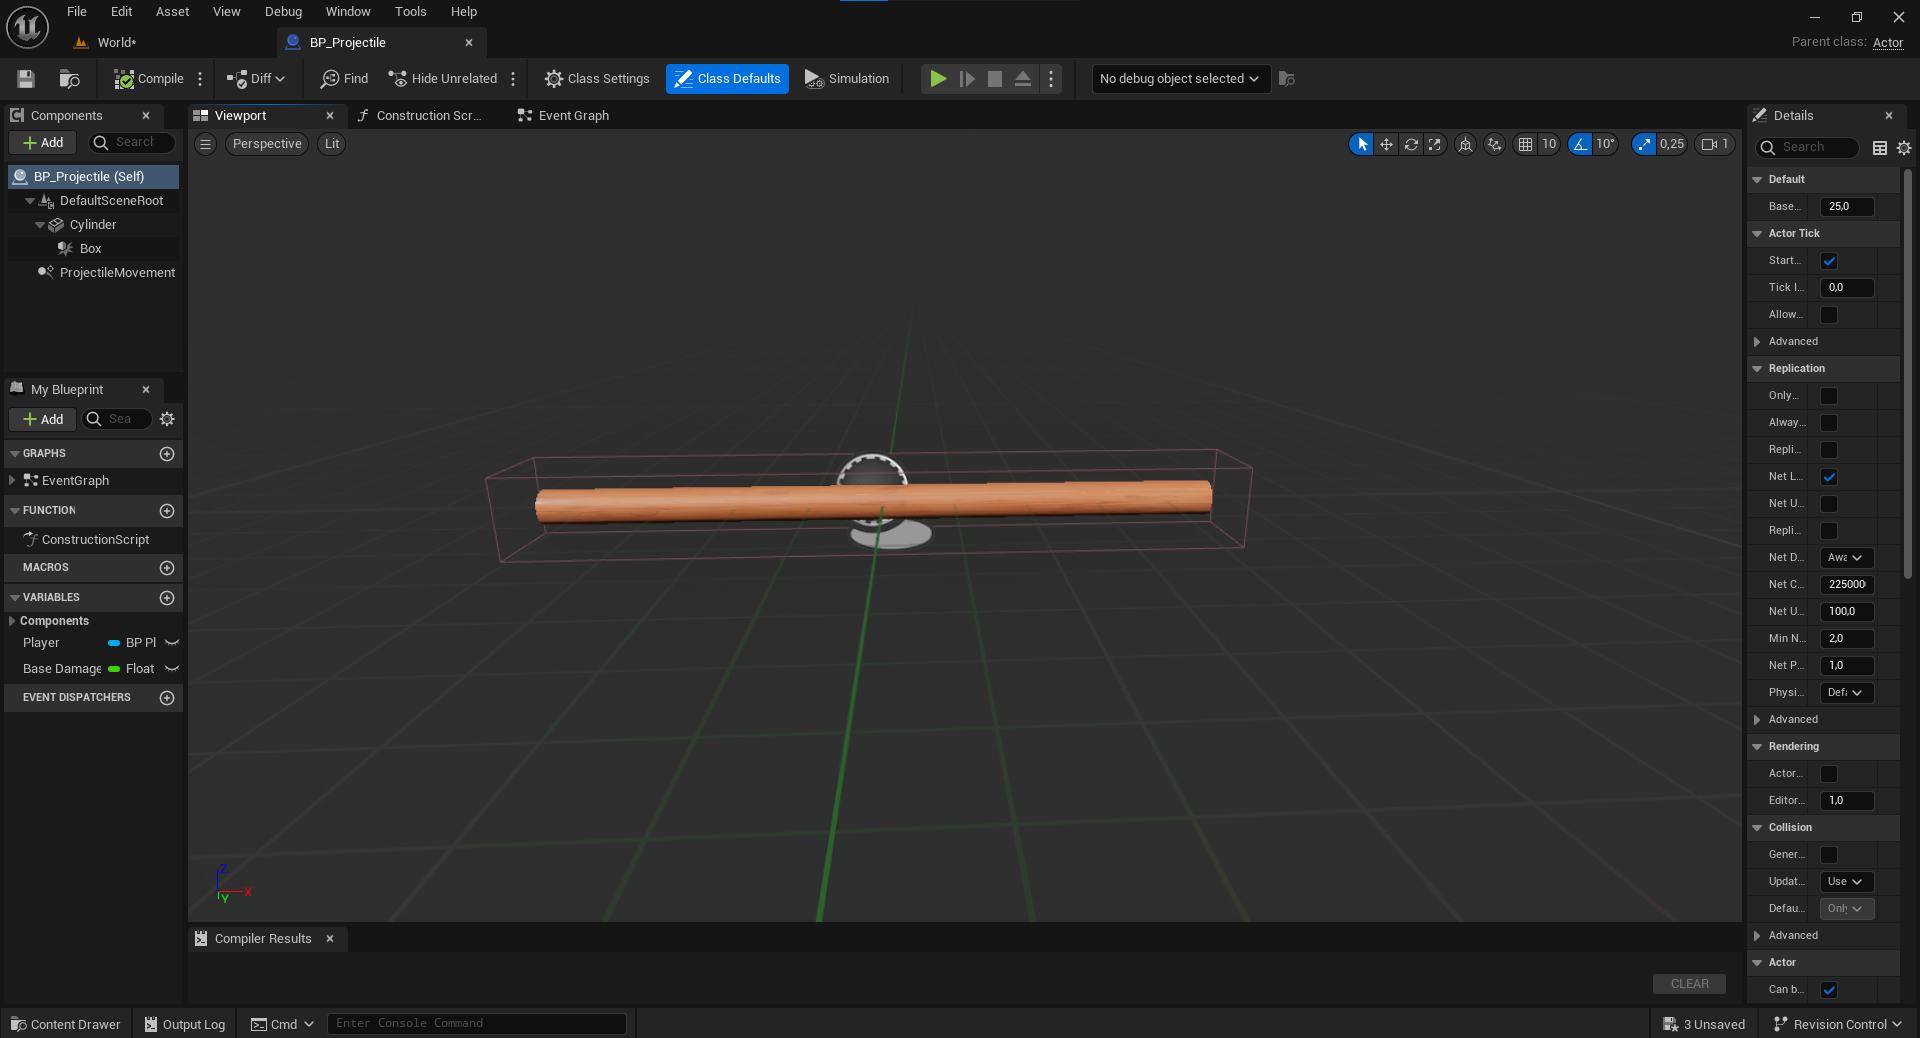 File Edit Asset View Debug Window Tools Help
World*
BP_Projectile
Parent class: Actor
Compile
Diff
Find
Hide Unrelated
Class Settings
Class Defaults
Simulation
No debug object selected
Components
Add
Search
BP_Projectile (Self)
DefaultSceneRoot
Cylinder
Box
ProjectileMovement
My Blueprint
Add
Sea
GRAPHS
EventGraph
FUNCTION
ConstructionScript
MACROS
VARIABLES
Components
Player BP Pl
Base Damage Float
EVENT DISPATCHERS
Viewport
Construction Scr...
Event Graph
Perspective
Lit
10
10°
0,25
1
Z
X
Y
Compiler Results
CLEAR
Details
Search
Default
Base... 25,0
Actor Tick
Start...
Tick I... 0,0
Allow...
Advanced
Replication
Only...
Alway...
Repli...
Net L...
Net U...
Repli...
Net D... Awa
Net C... 225000
Net U... 100,0
Min N... 2,0
Net P... 1,0
Physi... Defa
Advanced
Rendering
Actor...
Editor... 1,0
Collision
Gener...
Updat... Use
Defau... Only
Advanced
Actor
Can b...
Content Drawer
Output Log
Cmd
Enter Console Command
3 Unsaved
Revision Control